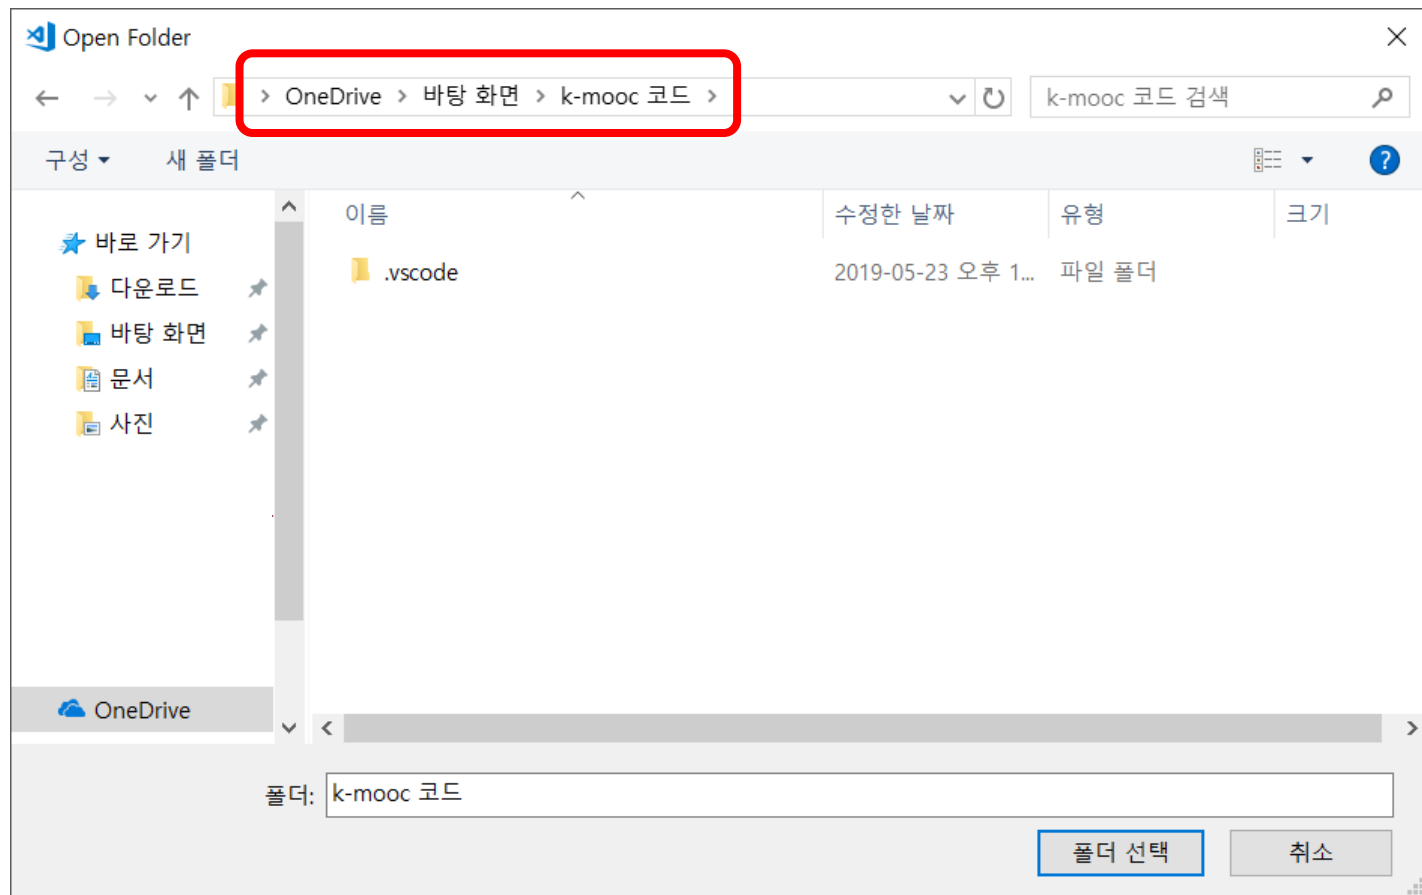 Open Folder
OneDrive > 바탕 화면 > k-mooc 코드 >
k-mooc 코드 검색
구성
새 폴더
이름
수정한 날짜
유형
크기
.vscode
2019-05-23 오후 1...
파일 폴더
바로 가기
다운로드
바탕 화면
문서
사진
OneDrive
폴더:
k-mooc 코드
폴더 선택
취소